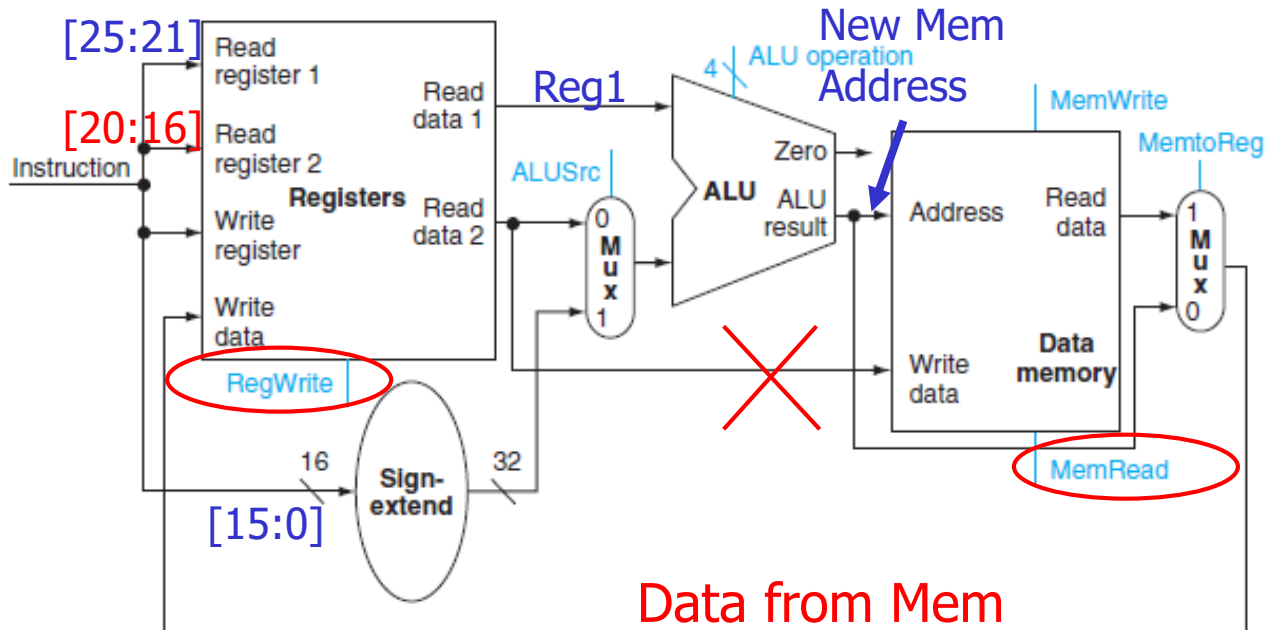 [25:21]
Read
register 1
[20:16]
Read
register 2
Instruction
Registers
Write
register
Write
data
Read
data 1
Read
data 2
RegWrite
16
Sign-
extend
32
[15:0]
Reg1
ALUSrc
0
M
u
x
1
4
ALU operation
Zero
ALU
ALU
result
New Mem
Address
MemWrite
Address
Read
data
Write
data
Data
memory
MemRead
MemtoReg
1
M
u
x
0
Data from Mem